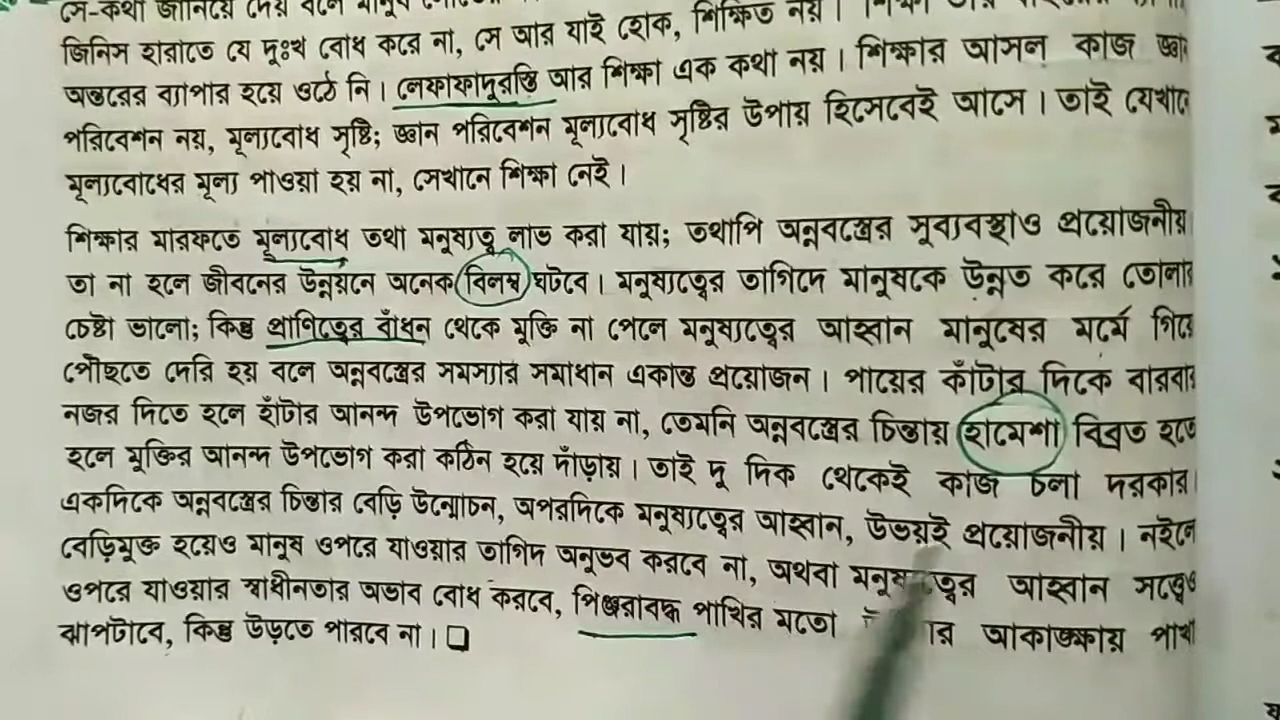 সে-কথা জানিয়ে দেয় বলে মানুষ
জিনিস হারাতে যে দুঃখ বোধ করে না, সে আর যাই হোক, শিক্ষিত নয়। শিক্ষা তার
অন্তরের ব্যাপার হয়ে ওঠে নি। লেফাফাদুরস্তি আর শিক্ষা এক কথা নয়। শিক্ষার আসল কাজ জ্ঞান
পরিবেশন নয়, মূল্যবোধ সৃষ্টি; জ্ঞান পরিবেশন মূল্যবোধ সৃষ্টির উপায় হিসেবেই আসে। তাই যেখানে
মূল্যবোধের মূল্য পাওয়া হয় না, সেখানে শিক্ষা নেই।
শিক্ষার মারফতে মূল্যবোধ তথা মনুষ্যত্ব লাভ করা যায়; তথাপি অন্নবস্ত্রের সুব্যবস্থাও প্রয়োজনীয়
তা না হলে জীবনের উন্নয়নে অনেক বিলম্ব ঘটবে। মনুষ্যত্বের তাগিদে মানুষকে উন্নত করে তোলার
চেষ্টা ভালো; কিন্তু প্রাণিত্বের বাঁধন থেকে মুক্তি না পেলে মনুষ্যত্বের আহ্বান মানুষের মর্মে গিয়ে
পৌঁছতে দেরি হয় বলে অন্নবস্ত্রের সমস্যার সমাধান একান্ত প্রয়োজন। পায়ের কাঁটার দিকে বারবার
নজর দিতে হলে হাঁটার আনন্দ উপভোগ করা যায় না, তেমনি অন্নবস্ত্রের চিন্তায় হামেশা বিব্রত হতে
হলে মুক্তির আনন্দ উপভোগ করা কঠিন হয়ে দাঁড়ায়। তাই দু দিক থেকেই কাজ চলা দরকার।
একদিকে অন্নবস্ত্রের চিন্তার বেড়ি উন্মোচন, অপরদিকে মনুষ্যত্বের আহ্বান, উভয়ই প্রয়োজনীয়। নইলে
বেড়িমুক্ত হয়েও মানুষ ওপরে যাওয়ার তাগিদ অনুভব করবে না, অথবা মনুষ্যত্বের আহ্বান সত্ত্বেও
ওপরে যাওয়ার স্বাধীনতার অভাব বোধ করবে, পিঞ্জরাবদ্ধ পাখির মতো আকাঙ্ক্ষায় পাখা
ঝাপটাবে, কিন্তু উড়তে পারবে না।